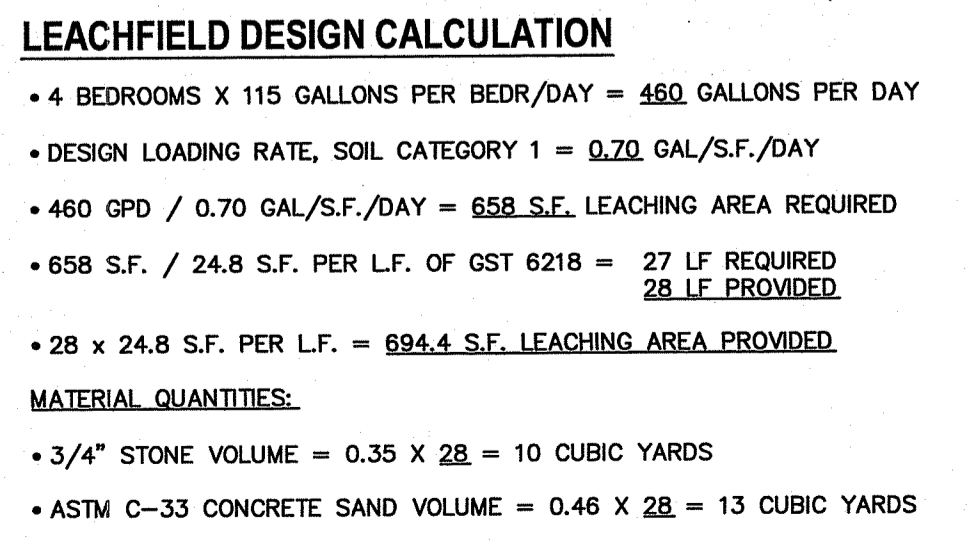 LEACHFIELD DESIGN CALCULATION
• 4 BEDROOMS X 115 GALLONS PER BEDR/DAY = 460 GALLONS PER DAY
• DESIGN LOADING RATE, SOIL CATEGORY 1 = 0.70 GAL/S.F./DAY
• 460 GPD / 0.70 GAL/S.F./DAY = 658 S.F. LEACHING AREA REQUIRED
• 658 S.F. / 24.8 S.F. PER L.F. OF GST 6218 = 27 LF REQUIRED
28 LF PROVIDED
• 28 x 24.8 S.F. PER L.F. = 694.4 S.F. LEACHING AREA PROVIDED
MATERIAL QUANTITIES:
• 3/4" STONE VOLUME = 0.35 X 28 = 10 CUBIC YARDS
• ASTM C-33 CONCRETE SAND VOLUME = 0.46 X 28 = 13 CUBIC YARDS